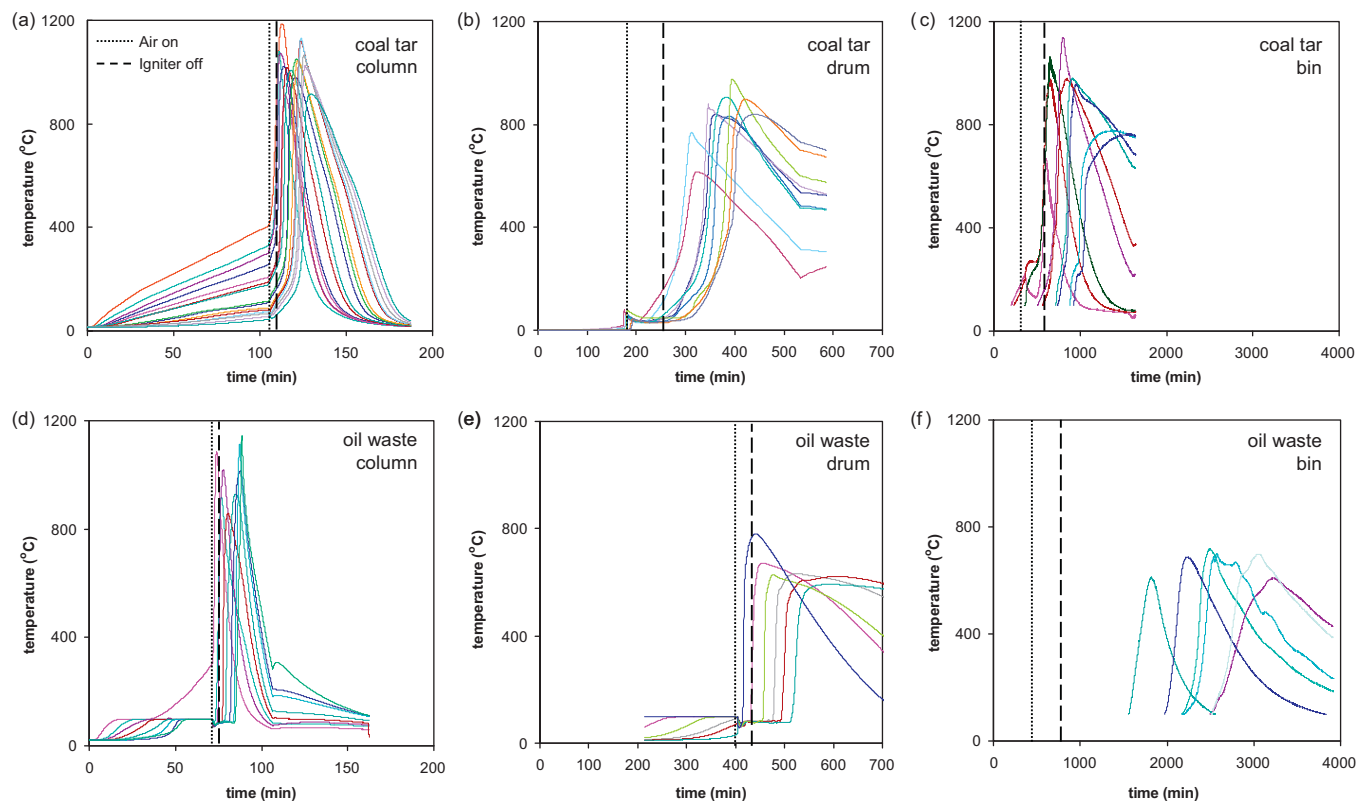 (a)
1200
800
400
0
temperature (°C)
Air on
Igniter off
coal tar
column
0 50 100 150 200
time (min)
(b)
1200
800
400
0
temperature (°C)
coal tar
drum
0 100 200 300 400 500 600 700
time (min)
(c)
1200
800
400
0
temperature (°C)
coal tar
bin
0 1000 2000 3000 4000
time (min)
(d)
1200
800
400
0
temperature (°C)
oil waste
column
0 50 100 150 200
time (min)
(e)
1200
800
400
0
temperature (°C)
oil waste
drum
0 100 200 300 400 500 600 700
time (min)
(f)
1200
800
400
0
temperature (°C)
oil waste
bin
0 1000 2000 3000 4000
time (min)